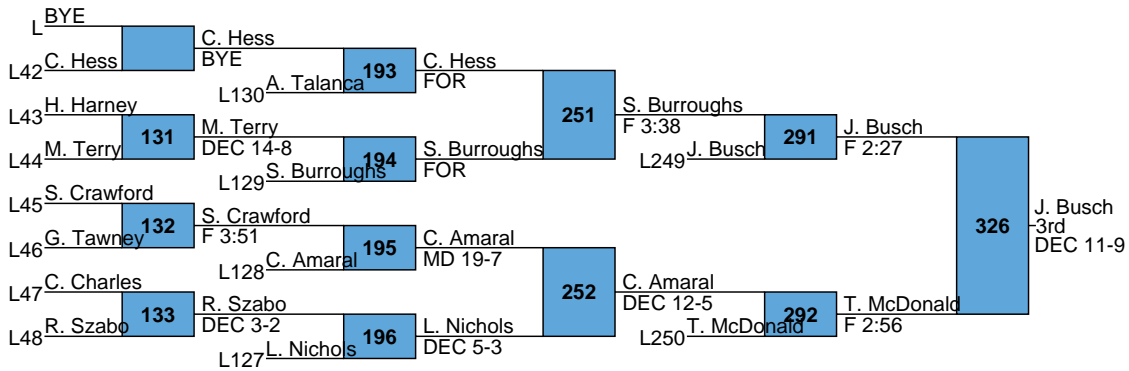 L BYE
C. Hess
BYE
L42 C. Hess
193
C. Hess
FOR
L130 A. Talanca
L43 H. Harney
251
S. Burroughs
F 3:38
131
M. Terry
DEC 14-8
291
J. Busch
F 2:27
L44 M. Terry
194
S. Burroughs
FOR
L249 J. Busch
L129 S. Burroughs
L45 S. Crawford
132
S. Crawford
F 3:51
326
J. Busch
3rd
DEC 11-9
L46 G. Tawney
195
C. Amaral
MD 19-7
L128 C. Amaral
L47 C. Charles
252
C. Amaral
DEC 12-5
133
R. Szabo
DEC 3-2
292
T. McDonald
F 2:56
L48 R. Szabo
196
L. Nichols
DEC 5-3
L250 T. McDonald
L127 L. Nichols